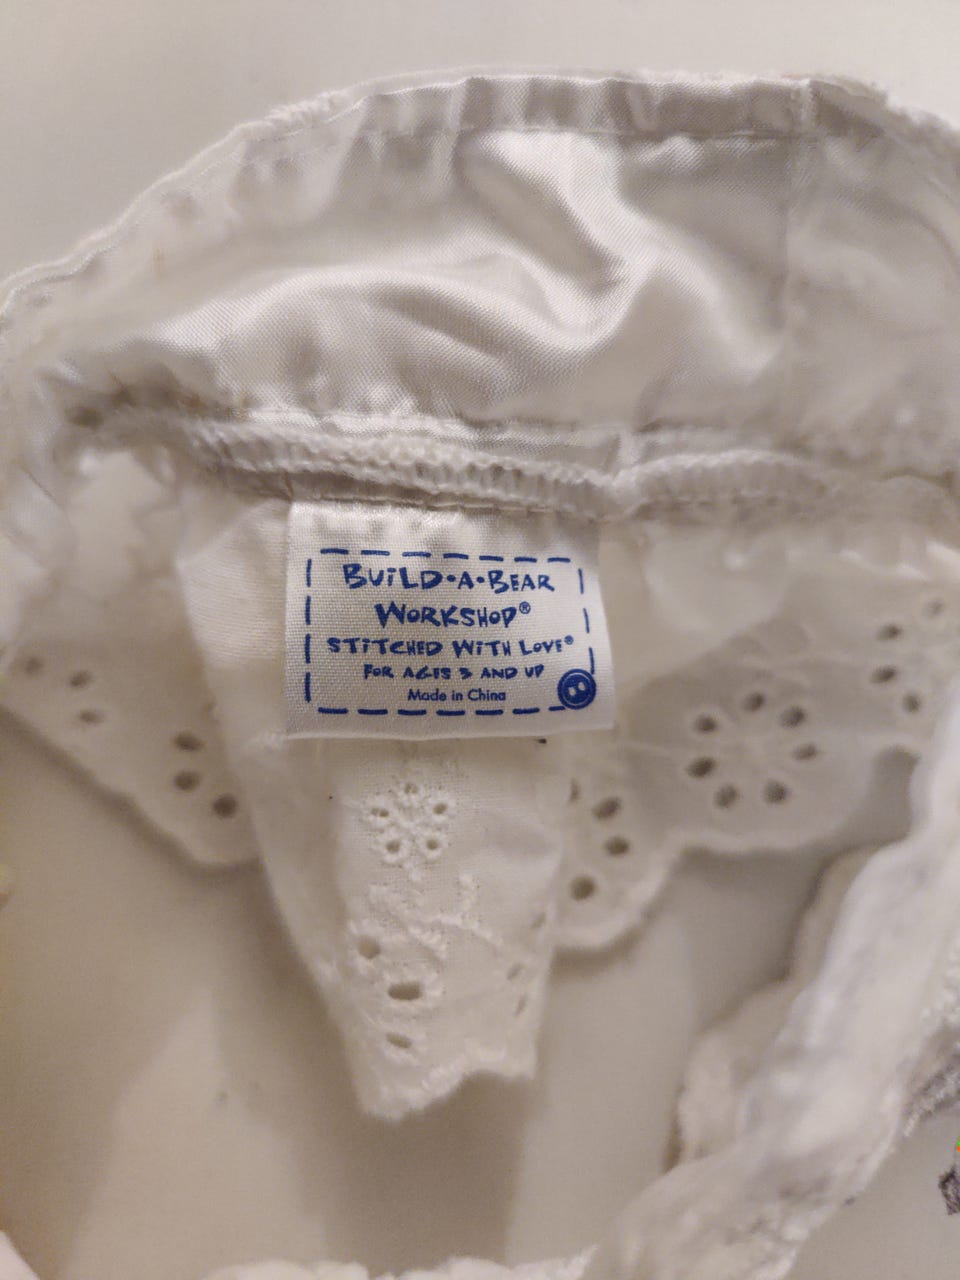 BUiLD•A•BEAR
WORKSHOP®
STiTCHED WiTH LOVE®
FOR AGES 3 AND UP
Made in China